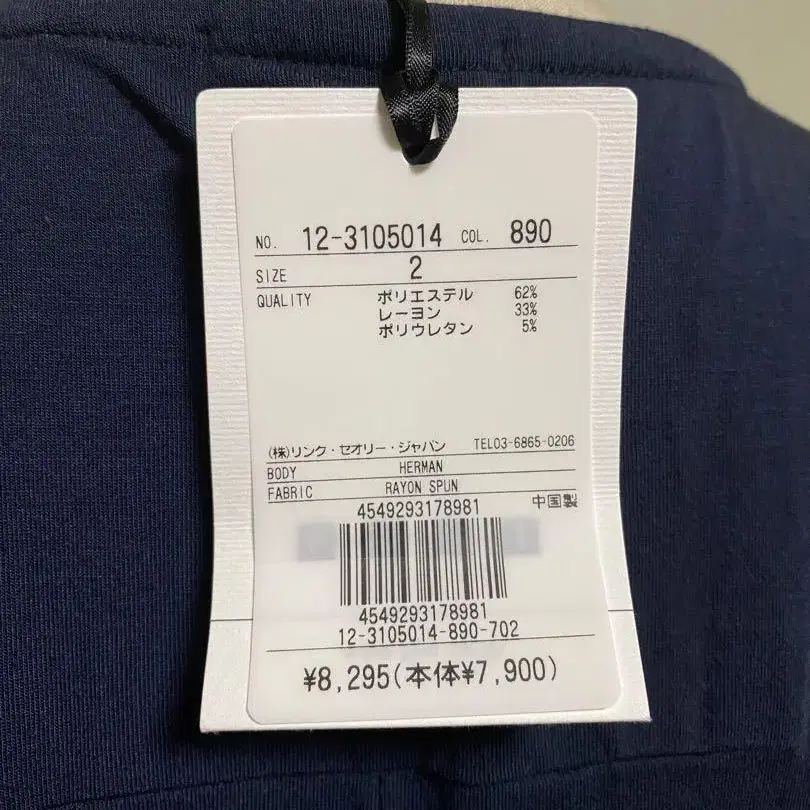 NO. 12-3105014 COL. 890
SIZE 2
QUALITY ポリエステル 62%
レーヨン 33%
ポリウレタン 5%
(株)リンク・セオリー・ジャパン TEL03-6865-0206
BODY HERMAN
FABRIC RAYON SPUN
4549293178981 中国製
4549293178981
12-3105014-890-702
¥8,295(本体¥7,900)